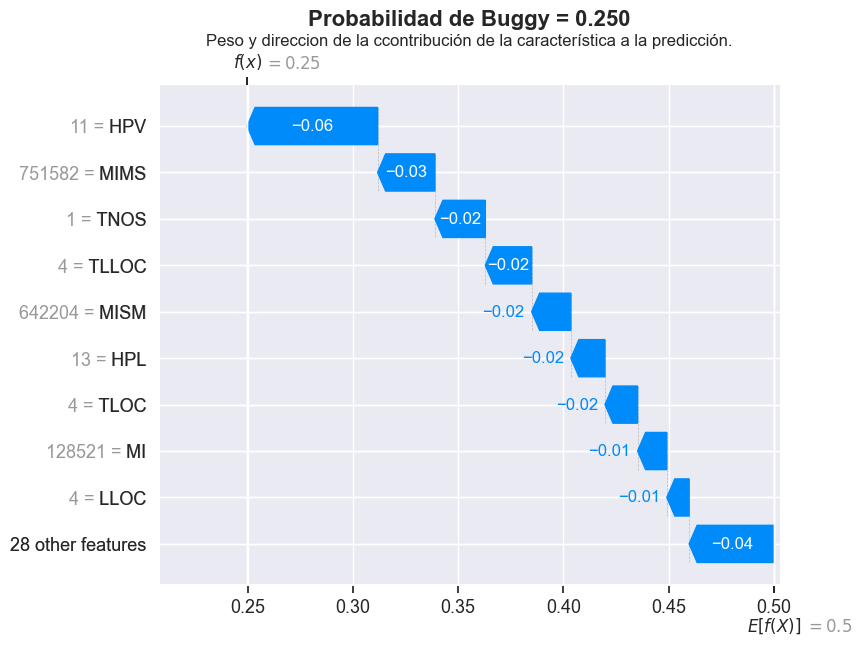 Probabilidad de Buggy = 0.250
Peso y direccion de la ccontribución de la característica a la predicción.
f(x) = 0.25
11 = HPV −0.06
751582 = MIMS −0.03
1 = TNOS −0.02
4 = TLLOC −0.02
642204 = MISM −0.02
13 = HPL −0.02
4 = TLOC −0.02
128521 = MI −0.01
4 = LLOC −0.01
28 other features −0.04
0.25 0.30 0.35 0.40 0.45 0.50
E[f(X)] = 0.5